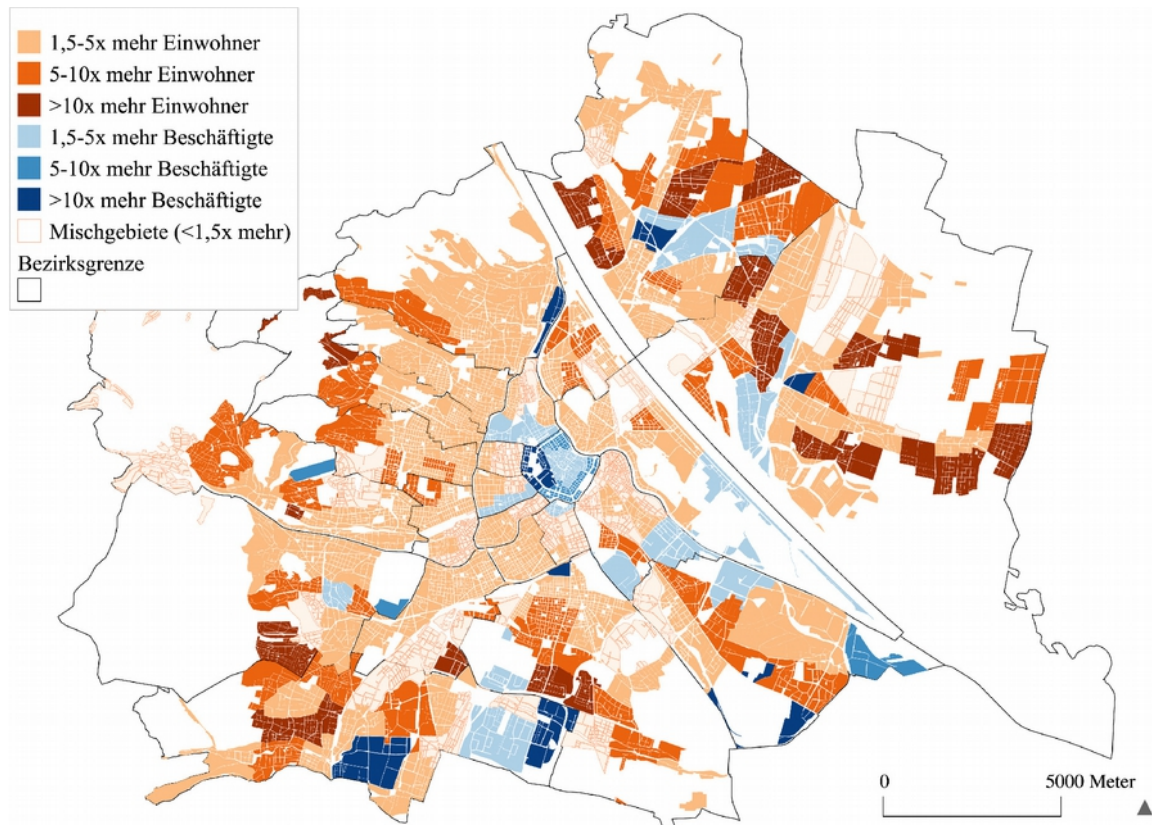 1,5-5x mehr Einwohner
5-10x mehr Einwohner
>10x mehr Einwohner
1,5-5x mehr Beschäftigte
5-10x mehr Beschäftigte
>10x mehr Beschäftigte
Mischgebiete (<1,5x mehr)
Bezirksgrenze
0 5000 Meter